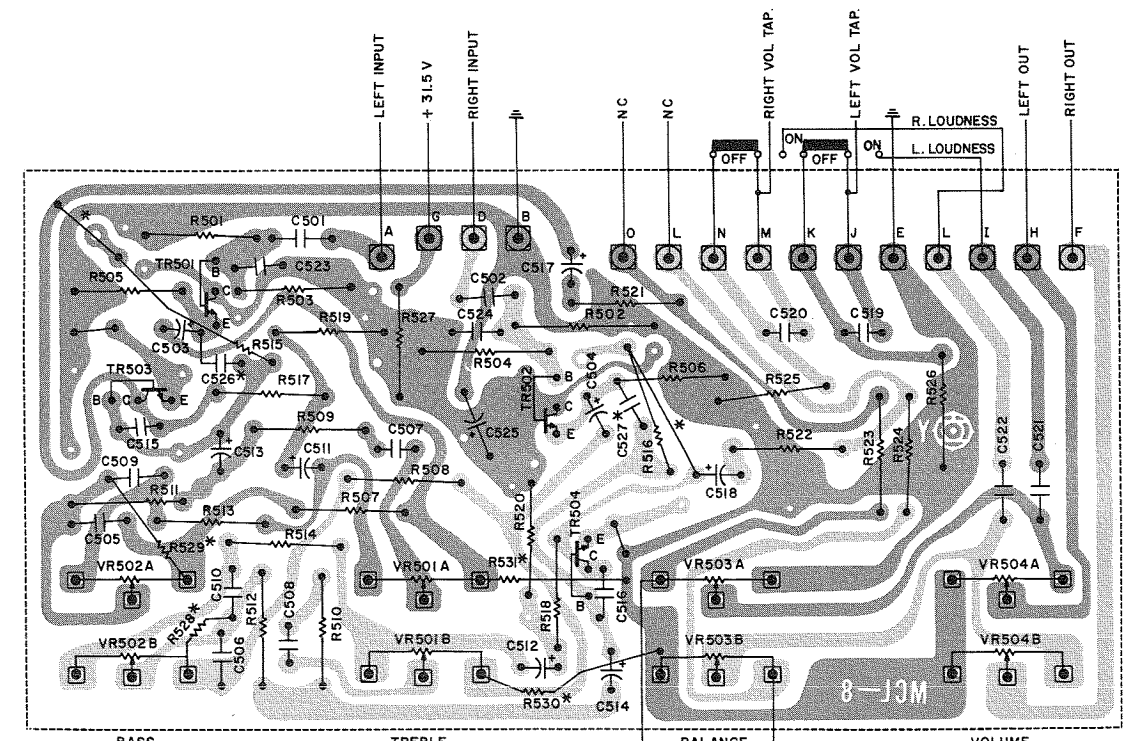 LEFT INPUT
+ 31.5 V
RIGHT INPUT
NC
NC
RIGHT VOL TAP.
LEFT VOL TAP.
LEFT OUT
RIGHT OUT
R. LOUDNESS
ON
OFF
OFF
ON
L. LOUDNESS
A
G
D
B
O
L
N
M
K
J
E
L
I
H
F
*
R501
C501
TR501
B
C523
C517
+
R505
C
R503
C502
R521
R502
C524
R527
R519
C520
C519
C503
+
E
R515
R504
C526*
TR503
R517
TR502
B
C504
R506
R525
R526
B
C
E
C
E
+
C527*
R516
*
C515
R509
C525
+
R522
R523
R524
C522
C521
C513
+
C511
+
C507
C509
R508
C518
+
R511
R507
R520
C505
R513
TR504
R529*
R514
E
C
B
VR502A
VR501A
R531*
VR503A
VR504A
C510
R512
C508
R510
R518
C516
R528*
C506
VR502B
VR501B
C512
+
VR503B
VR504B
R530*
C514
+
MCL-8
BASS
TREBLE
BALANCE
VOLUME